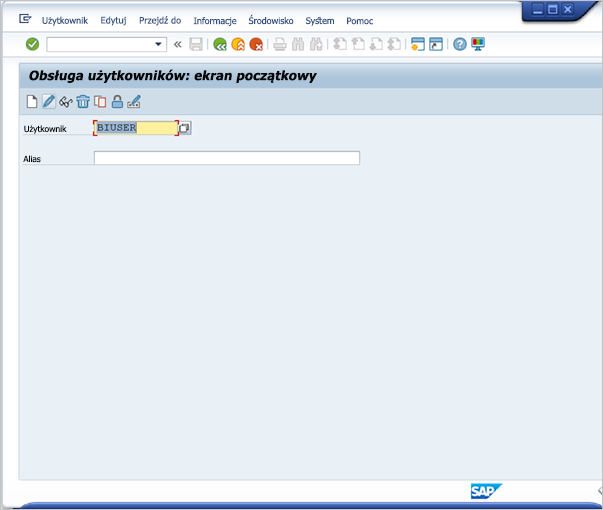 Użytkownik Edytuj Przejdź do Informacje Środowisko System Pomoc
Obsługa użytkowników: ekran początkowy
Użytkownik BIUSER
Alias
SAP